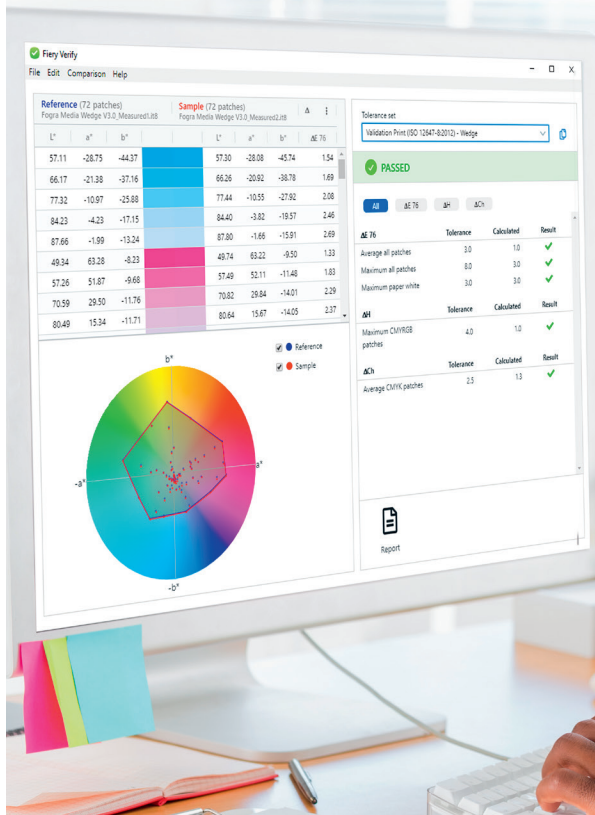 Fiery Verify
File Edit Comparison Help
Reference (72 patches)
Fogra Media Wedge V3.0_Measured1.it8
Sample (72 patches)
Fogra Media Wedge V3.0_Measured2.it8
Δ
L* a* b* L* a* b* ΔE 76
57.11 -28.75 -44.37 57.30 -28.08 -45.74 1.54
66.17 -21.38 -37.16 66.26 -20.92 -38.78 1.69
77.32 -10.97 -25.88 77.44 -10.55 -27.92 2.08
84.23 -4.23 -17.15 84.40 -3.82 -19.57 2.46
87.66 -1.99 -13.24 87.80 -1.66 -15.91 2.69
49.34 63.28 -8.23 49.74 63.22 -9.50 1.33
57.26 51.87 -9.68 57.49 52.11 -11.48 1.83
70.59 29.50 -11.76 70.82 29.84 -14.01 2.29
80.49 15.34 -11.71 80.64 15.67 -14.05 2.37
Reference
Sample
b*
-a*
a*
-b*
Tolerance set
Validation Print (ISO 12647-8:2012) - Wedge
PASSED
All ΔE 76 ΔH ΔCh
ΔE 76 Tolerance Calculated Result
Average all patches 3.0 1.0
Maximum all patches 8.0 3.0
Maximum paper white 3.0 3.0
ΔH Tolerance Calculated Result
Maximum CMYRGB 4.0 1.0
patches
ΔCh Tolerance Calculated Result
Average CMYK patches 2.5 1.3
Report